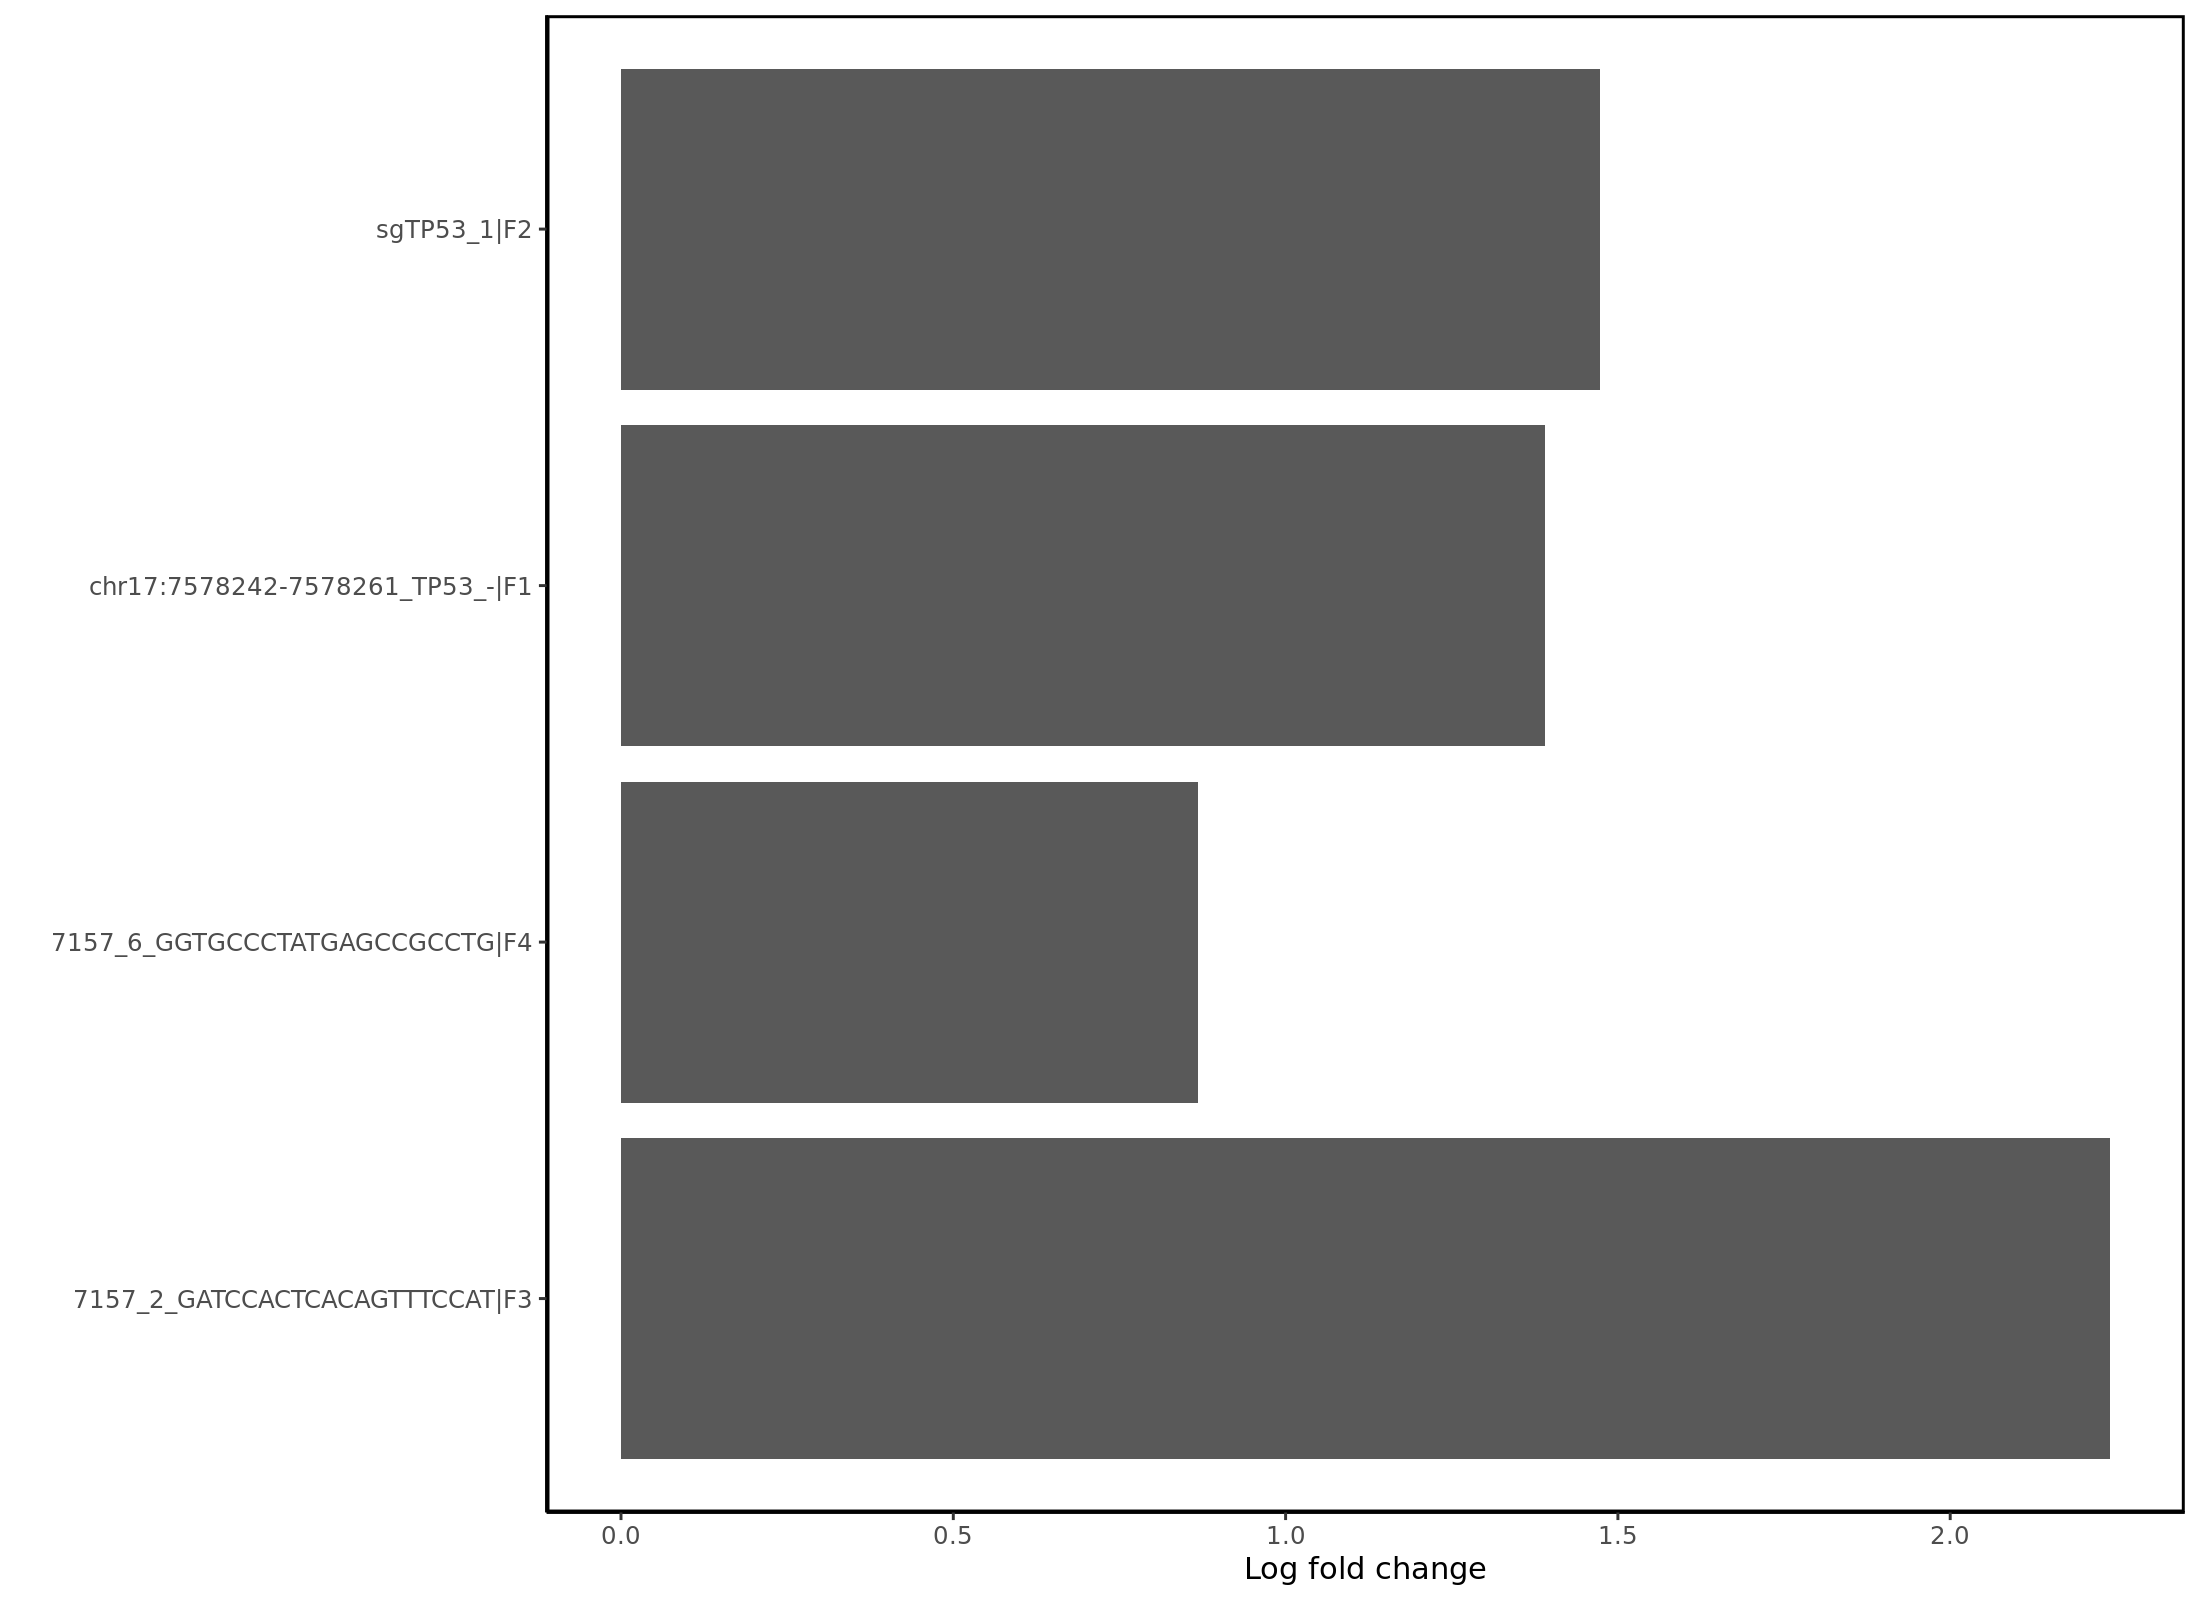 sgTP53_1|F2
chr17:7578242-7578261_TP53_-|F1
7157_6_GGTGCCCTATGAGCCGCCTG|F4
7157_2_GATCCACTCACAGTTTCCAT|F3
0.0 0.5 1.0 1.5 2.0
Log fold change